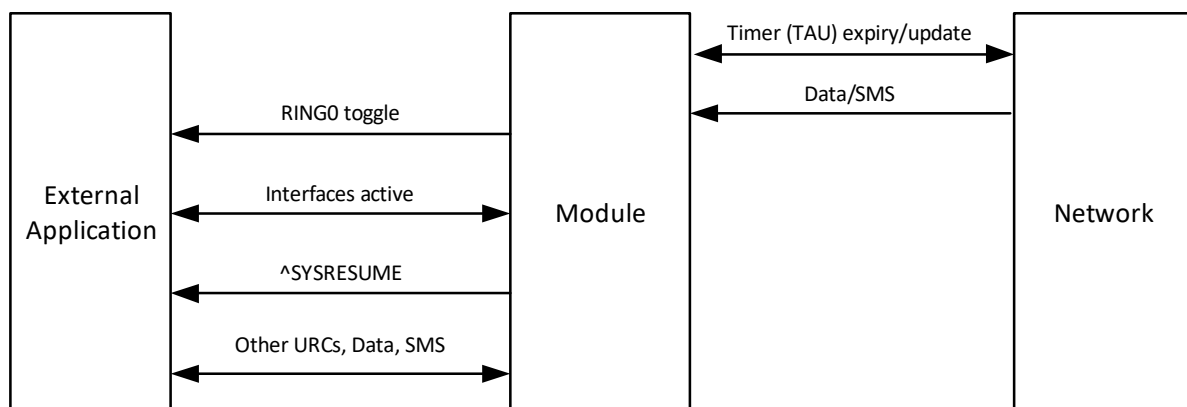 Timer (TAU) expiry/update
Data/SMS
RING0 toggle
Interfaces active
External
Application
Module
Network
^SYSRESUME
Other URCs, Data, SMS